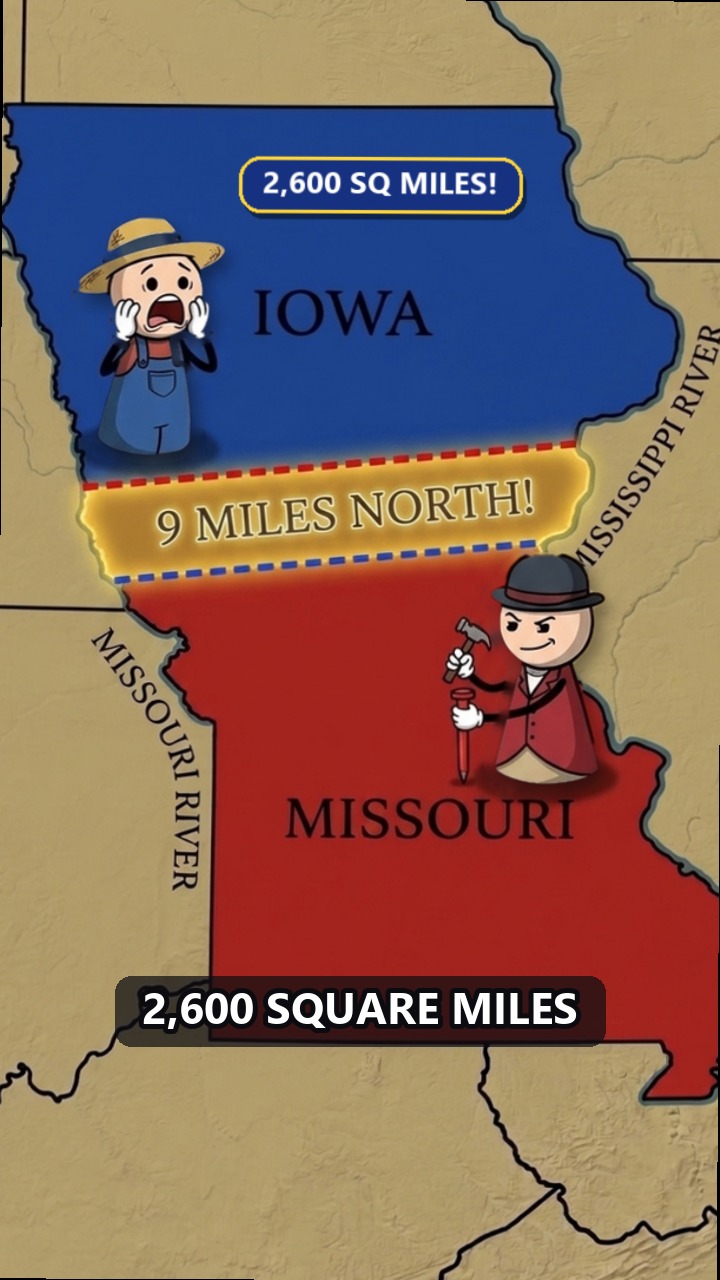 2,600 SQ MILES!
IOWA
MISSISSIPPI RIVER
9 MILES NORTH!
MISSOURI RIVER
MISSOURI
2,600 SQUARE MILES